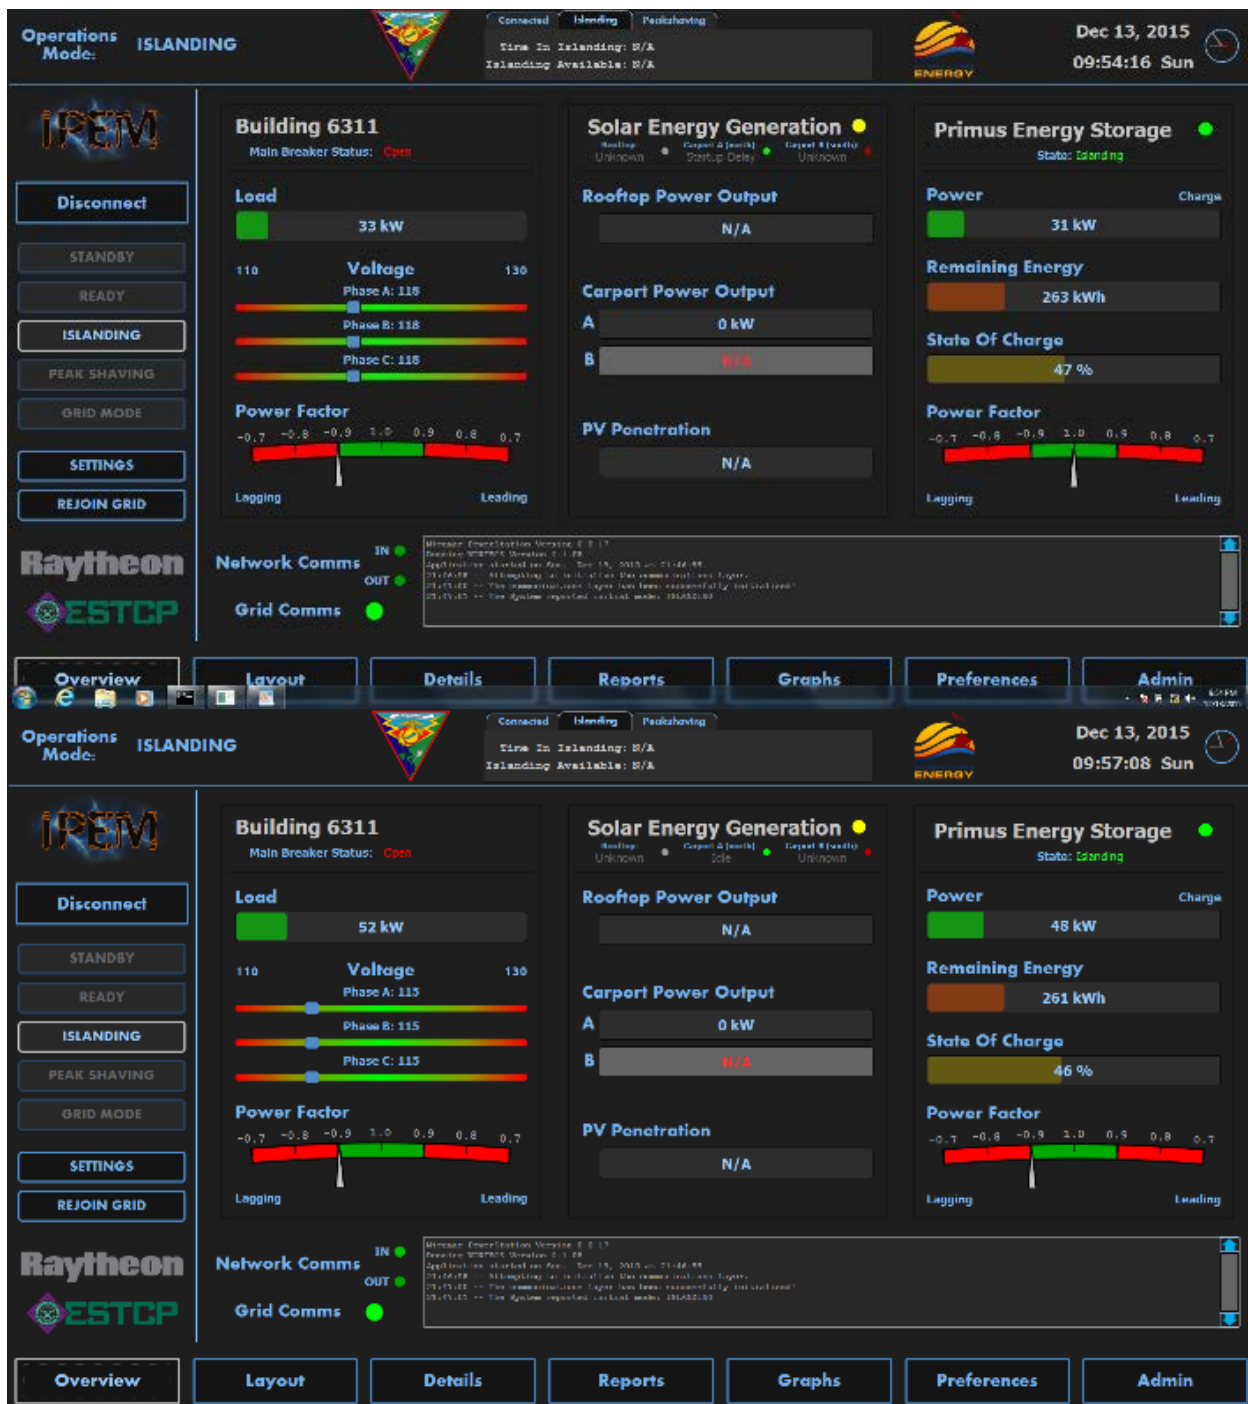 Operations Mode: ISLANDING
Connected Islanding Peakshaving
Time In Islanding: N/A
Islanding Available: N/A
ENERGY
Dec 13, 2015
09:54:16 Sun
IPEM
Disconnect
STANDBY
READY
ISLANDING
PEAK SHAVING
GRID MODE
SETTINGS
REJOIN GRID
Raytheon
ESTCP
Building 6311
Main Breaker Status: Open
Load
33 kW
110 Voltage 130
Phase A: 118
Phase B: 118
Phase C: 118
Power Factor
-0.7 -0.8 -0.9 1.0 0.9 0.8 0.7
Lagging Leading
Solar Energy Generation
Rooftop Carport A (north) Carport B (south)
Unknown Startup Delay Unknown
Rooftop Power Output
N/A
Carport Power Output
A 0 kW
B N/A
PV Penetration
N/A
Primus Energy Storage
State: Islanding
Power Charge
31 kW
Remaining Energy
263 kWh
State Of Charge
47 %
Power Factor
-0.7 -0.8 -0.9 1.0 0.9 0.8 0.7
Lagging Leading
Network Comms IN
OUT
Grid Comms
Overview Layout Details Reports Graphs Preferences Admin
Operations Mode: ISLANDING
Connected Islanding Peakshaving
Time In Islanding: N/A
Islanding Available: N/A
ENERGY
Dec 13, 2015
09:57:08 Sun
IPEM
Disconnect
STANDBY
READY
ISLANDING
PEAK SHAVING
GRID MODE
SETTINGS
REJOIN GRID
Raytheon
ESTCP
Building 6311
Main Breaker Status: Open
Load
52 kW
110 Voltage 130
Phase A: 115
Phase B: 115
Phase C: 115
Power Factor
-0.7 -0.8 -0.9 1.0 0.9 0.8 0.7
Lagging Leading
Solar Energy Generation
Rooftop Carport A (north) Carport B (south)
Unknown Idle Unknown
Rooftop Power Output
N/A
Carport Power Output
A 0 kW
B N/A
PV Penetration
N/A
Primus Energy Storage
State: Islanding
Power Charge
48 kW
Remaining Energy
261 kWh
State Of Charge
46 %
Power Factor
-0.7 -0.8 -0.9 1.0 0.9 0.8 0.7
Lagging Leading
Network Comms IN
OUT
Grid Comms
Overview Layout Details Reports Graphs Preferences Admin